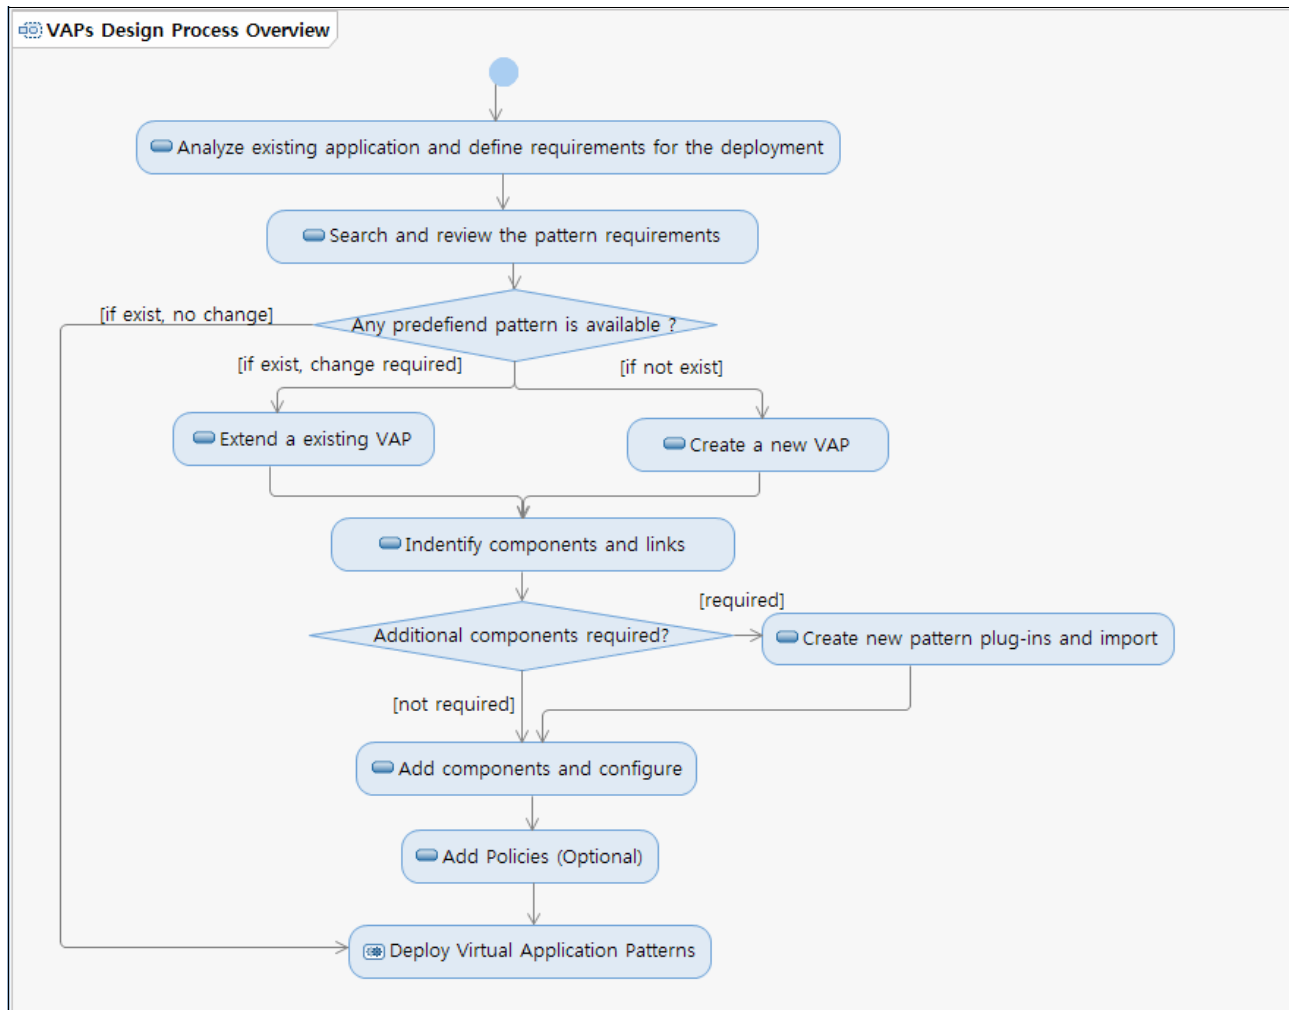 VAPs Design Process Overview
Analyze existing application and define requirements for the deployment
Search and review the pattern requirements
[if exist, no change]
Any predefiend pattern is available ?
[if exist, change required]
[if not exist]
Extend a existing VAP
Create a new VAP
Indentify components and links
[required]
Additional components required?
Create new pattern plug-ins and import
[not required]
Add components and configure
Add Policies (Optional)
Deploy Virtual Application Patterns